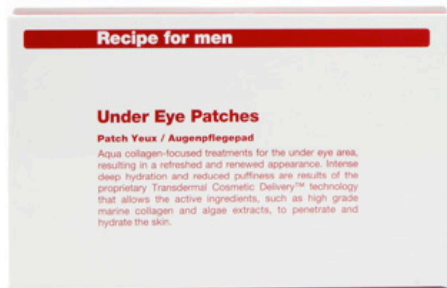 Recipe for men
Under Eye Patches
Patch Yeux / Augenpflegepad
Aqua collagen-focused treatments for the under eye area,
resulting in a refreshed and renewed appearance. Intense
deep hydration and reduced puffiness are results of the
proprietary Transdermal Cosmetic Delivery™ technology
that allows the active ingredients, such as high grade
marine collagen and algae extracts, to penetrate and
hydrate the skin.